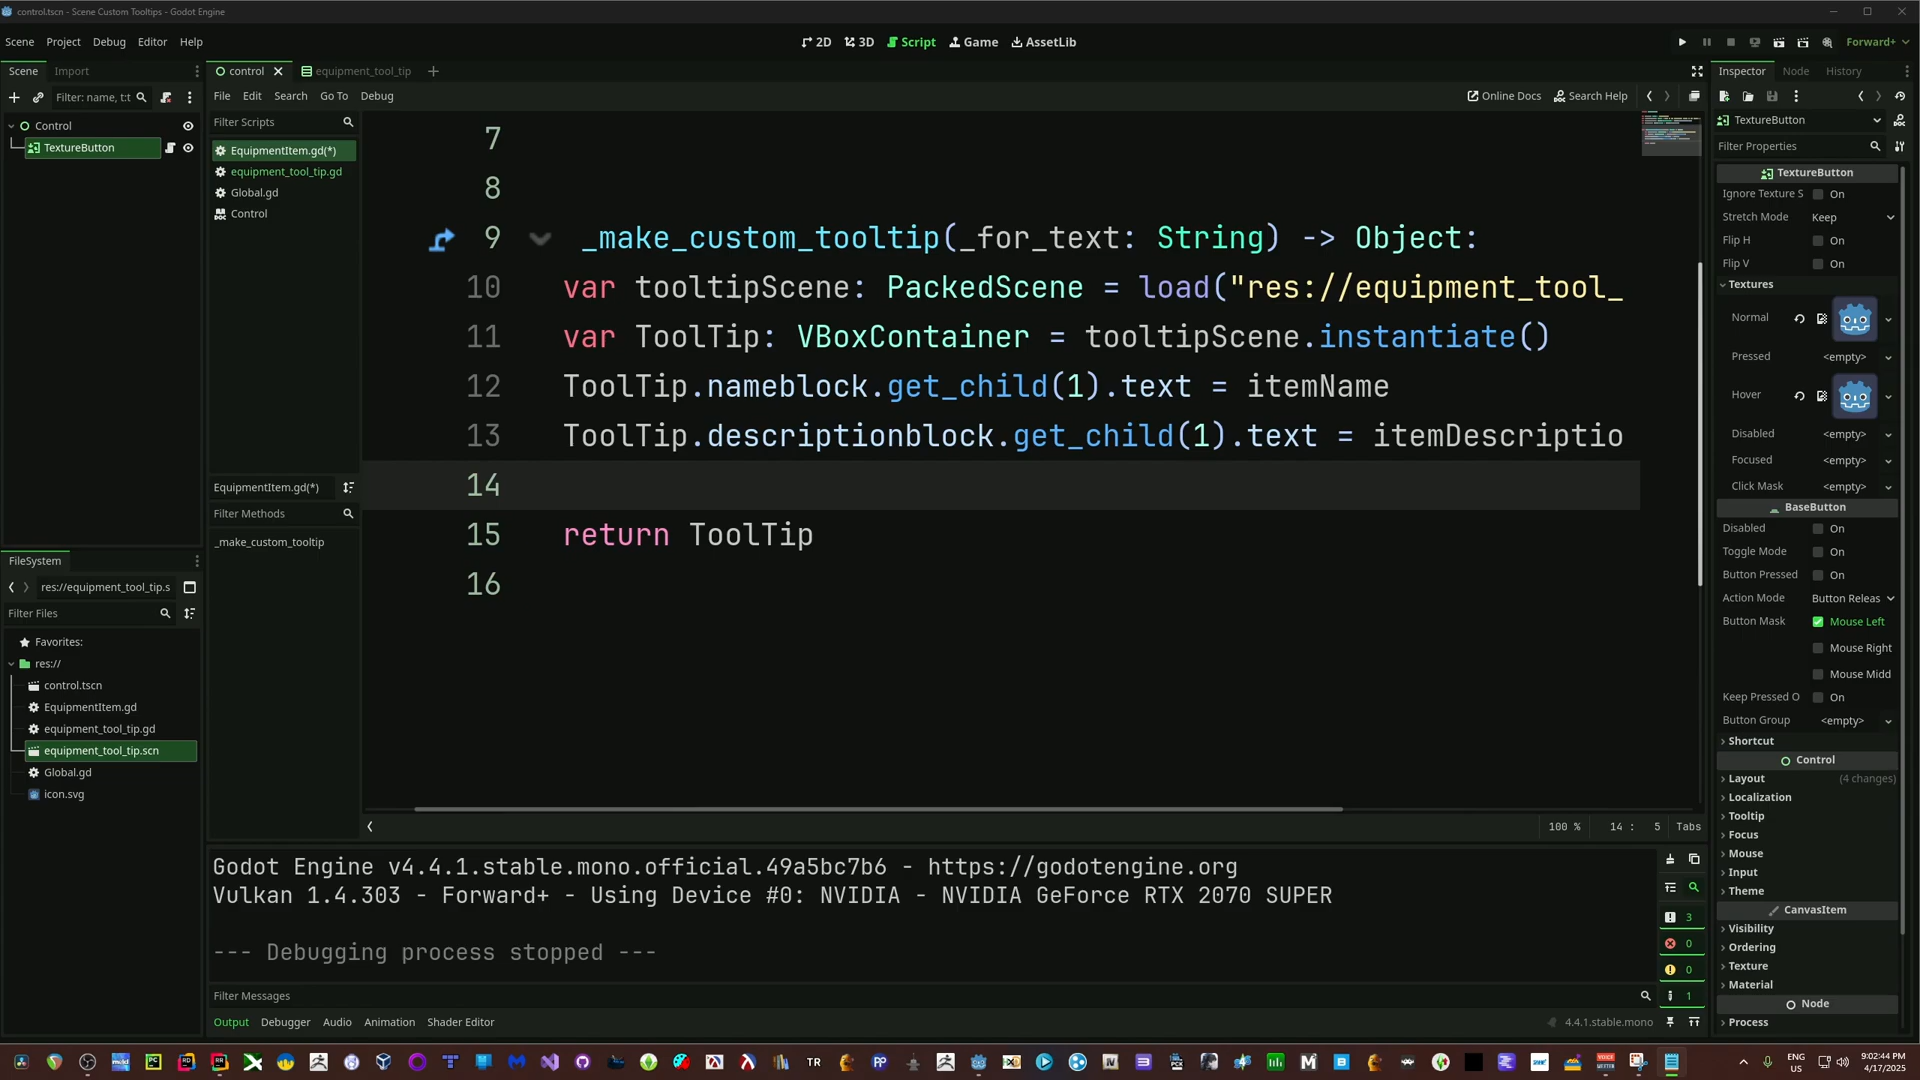 control.tscn - Scene Custom Tooltips - Godot Engine
Scene Project Debug Editor Help
2D 3D Script Game AssetLib
Forward+
Scene Import
control equipment_tool_tip
Inspector Node History
Filter: name, t:t
File Edit Search Go To Debug
Online Docs Search Help
Control
TextureButton
Filter Scripts
EquipmentItem.gd(*)
equipment_tool_tip.gd
Global.gd
Control
EquipmentItem.gd(*)
Filter Methods
_make_custom_tooltip
7
8
9 _make_custom_tooltip(_for_text: String) -> Object:
10 var tooltipScene: PackedScene = load("res://equipment_tool_
11 var ToolTip: VBoxContainer = tooltipScene.instantiate()
12 ToolTip.nameblock.get_child(1).text = itemName
13 ToolTip.descriptionblock.get_child(1).text = itemDescriptio
14
15 return ToolTip
16
100 % 14 : 5 Tabs
FileSystem
res://equipment_tool_tip.s
Filter Files
Favorites:
res://
control.tscn
EquipmentItem.gd
equipment_tool_tip.gd
equipment_tool_tip.scn
Global.gd
icon.svg
Godot Engine v4.4.1.stable.mono.official.49a5bc7b6 - https://godotengine.org
Vulkan 1.4.303 - Forward+ - Using Device #0: NVIDIA - NVIDIA GeForce RTX 2070 SUPER
--- Debugging process stopped ---
3
0
0
1
Filter Messages
Output Debugger Audio Animation Shader Editor
4.4.1.stable.mono
TextureButton
Filter Properties
TextureButton
Ignore Texture S On
Stretch Mode Keep
Flip H On
Flip V On
Textures
Normal
Pressed <empty>
Hover
Disabled <empty>
Focused <empty>
Click Mask <empty>
BaseButton
Disabled On
Toggle Mode On
Button Pressed On
Action Mode Button Releas
Button Mask Mouse Left
Mouse Right
Mouse Midd
Keep Pressed O On
Button Group <empty>
Shortcut
Control
Layout (4 changes)
Localization
Tooltip
Focus
Mouse
Input
Theme
CanvasItem
Visibility
Ordering
Texture
Material
Node
Process
ENG
US
9:02:44 PM
4/17/2025